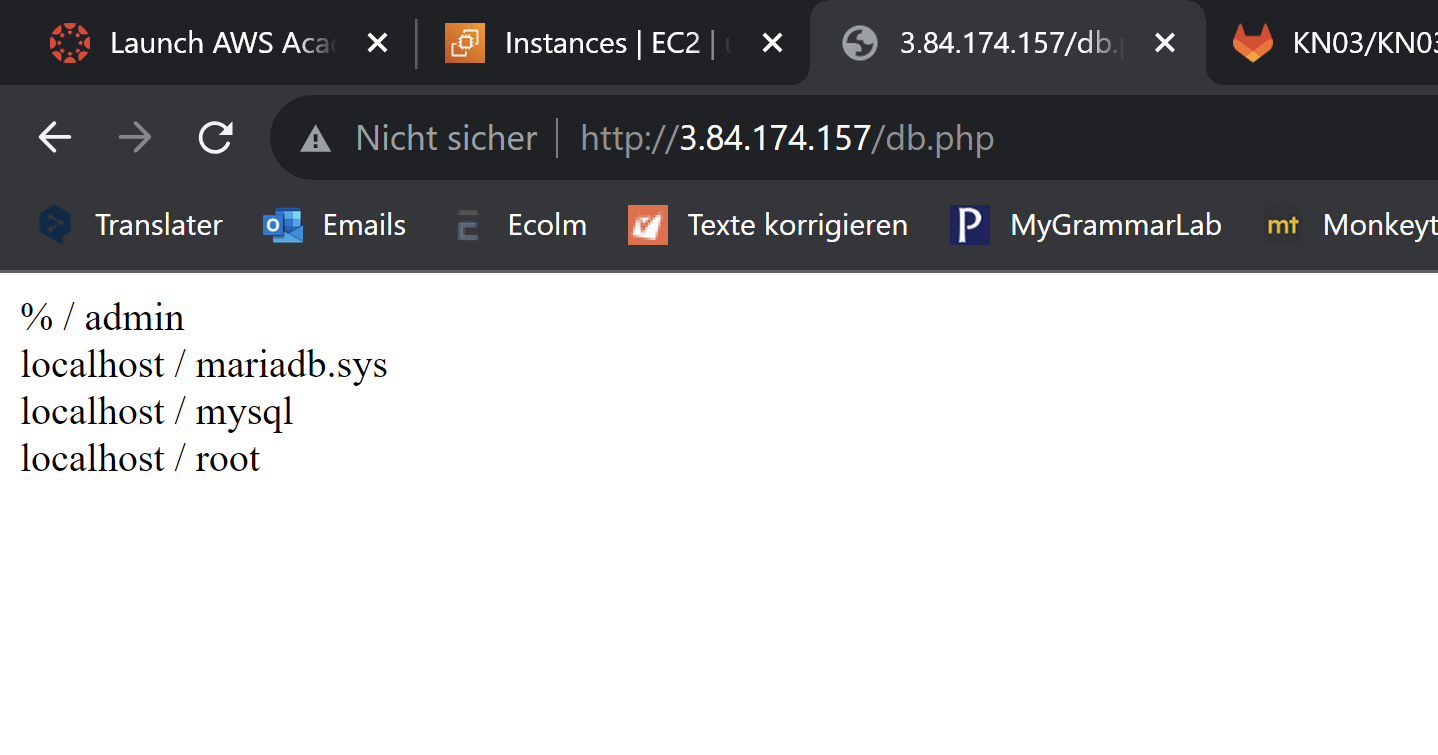 Launch AWS Aca
Instances | EC2 |
3.84.174.157/db.
KN03/KN03
Nicht sicher
http://3.84.174.157/db.php
Translater
Emails
Ecolm
Texte korrigieren
P
MyGrammarLab
mt
Monkeyt
% / admin
localhost / mariadb.sys
localhost / mysql
localhost / root